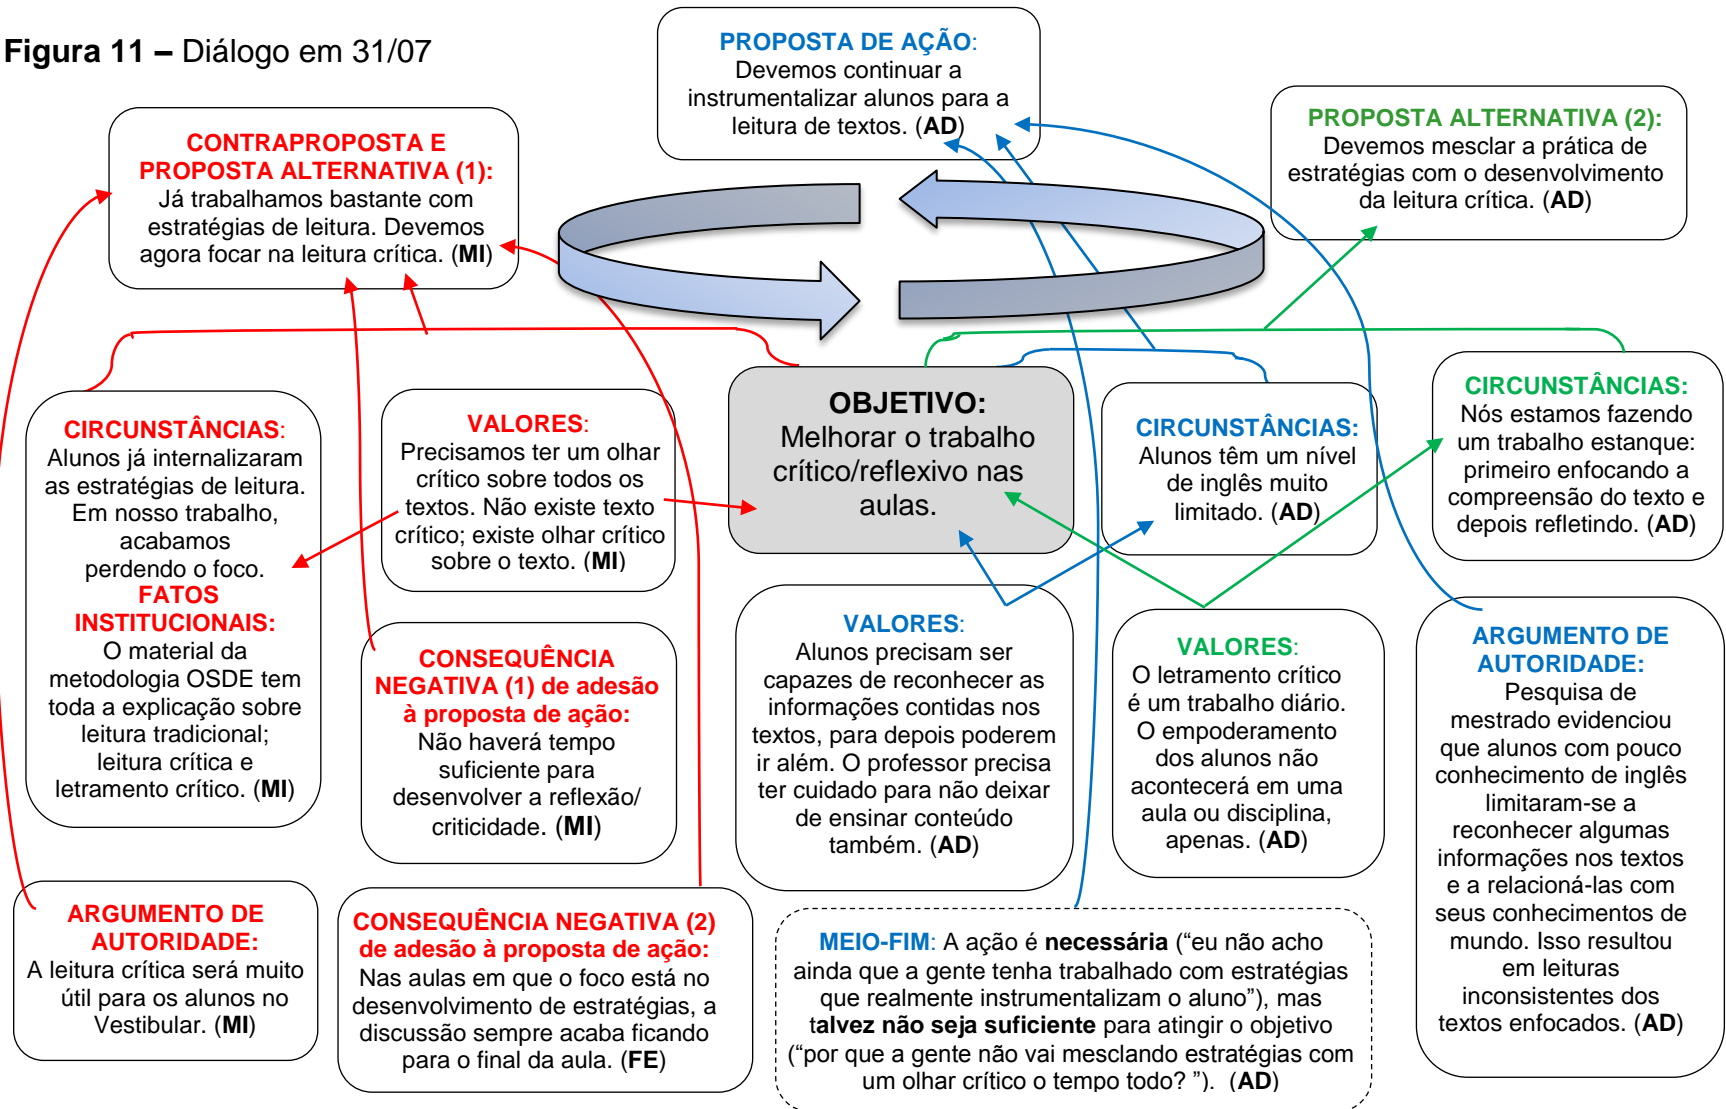 Figura 11 – Diálogo em 31/07
PROPOSTA DE AÇÃO:
Devemos continuar a
instrumentalizar alunos para a
leitura de textos. (AD)
CONTRAPROPOSTA E
PROPOSTA ALTERNATIVA (1):
Já trabalhamos bastante com
estratégias de leitura. Devemos
agora focar na leitura crítica. (MI)
PROPOSTA ALTERNATIVA (2):
Devemos mesclar a prática de
estratégias com o desenvolvimento
da leitura crítica. (AD)
CIRCUNSTÂNCIAS:
Alunos já internalizaram
as estratégias de leitura.
Em nosso trabalho,
acabamos
perdendo o foco.
FATOS
INSTITUCIONAIS:
O material da
metodologia OSDE tem
toda a explicação sobre
leitura tradicional;
leitura crítica e
letramento crítico. (MI)
VALORES:
Precisamos ter um olhar
crítico sobre todos os
textos. Não existe texto
crítico; existe olhar crítico
sobre o texto. (MI)
OBJETIVO:
Melhorar o trabalho
crítico/reflexivo nas
aulas.
CIRCUNSTÂNCIAS:
Alunos têm um nível
de inglês muito
limitado. (AD)
CIRCUNSTÂNCIAS:
Nós estamos fazendo
um trabalho estanque:
primeiro enfocando a
compreensão do texto e
depois refletindo. (AD)
CONSEQUÊNCIA
NEGATIVA (1) de adesão
à proposta de ação:
Não haverá tempo
suficiente para
desenvolver a reflexão/
criticidade. (MI)
VALORES:
Alunos precisam ser
capazes de reconhecer as
informações contidas nos
textos, para depois poderem
ir além. O professor precisa
ter cuidado para não deixar
de ensinar conteúdo
também. (AD)
VALORES:
O letramento crítico
é um trabalho diário.
O empoderamento
dos alunos não
acontecerá em uma
aula ou disciplina,
apenas. (AD)
ARGUMENTO DE
AUTORIDADE:
Pesquisa de
mestrado evidenciou
que alunos com pouco
conhecimento de inglês
limitaram-se a
reconhecer algumas
informações nos textos
e a relacioná-las com
seus conhecimentos de
mundo. Isso resultou
em leituras
inconsistentes dos
textos enfocados. (AD)
ARGUMENTO DE
AUTORIDADE:
A leitura crítica será muito
útil para os alunos no
Vestibular. (MI)
CONSEQUÊNCIA NEGATIVA (2)
de adesão à proposta de ação:
Nas aulas em que o foco está no
desenvolvimento de estratégias, a
discussão sempre acaba ficando
para o final da aula. (FE)
MEIO-FIM: A ação é necessária (“eu não acho
ainda que a gente tenha trabalhado com estratégias
que realmente instrumentalizam o aluno”), mas
talvez não seja suficiente para atingir o objetivo
(“por que a gente não vai mesclando estratégias com
um olhar crítico o tempo todo? ”). (AD)